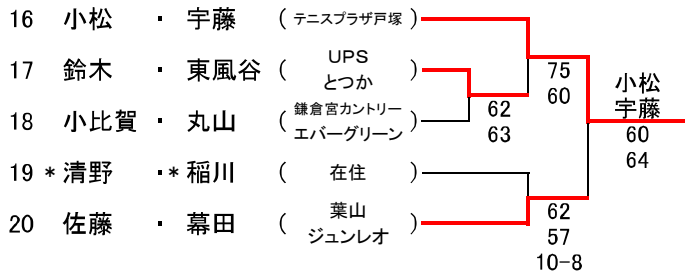 16 小松 ・ 宇藤 ( テニスプラザ戸塚 )
75
60
17 鈴木 ・ 東風谷 ( UPS とつか )
62
63
小松
宇藤
60
64
18 小比賀 ・ 丸山 ( 鎌倉宮カントリー エバーグリーン )
19 * 清野 ・ * 稲川 ( 在住 )
20 佐藤 ・ 幕田 ( 葉山 ジュンレオ )
62
57
10-8